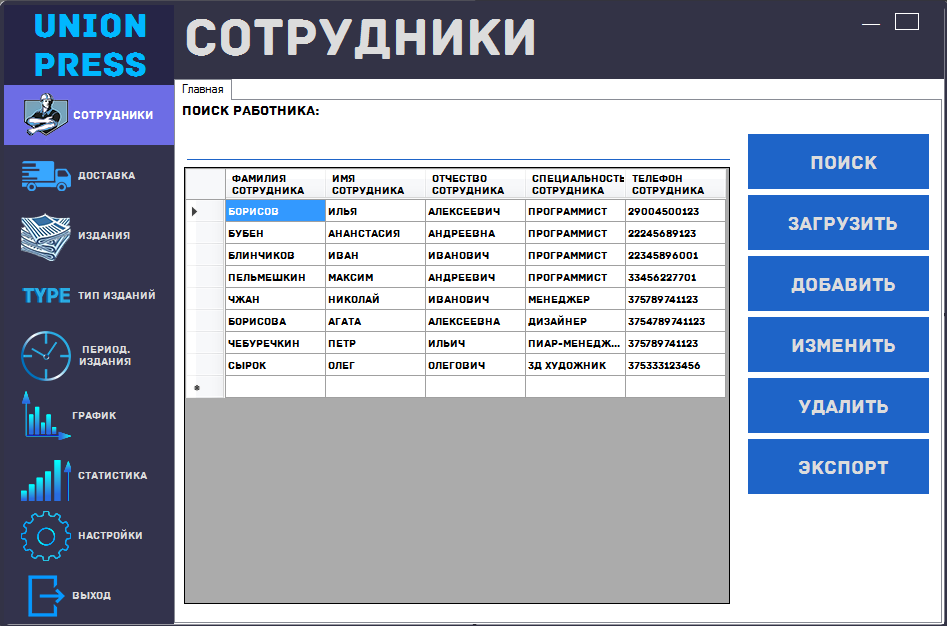 UNION
PRESS
СОТРУДНИКИ
СОТРУДНИКИ
ДОСТАВКА
ИЗДАНИЯ
TYPE ТИП ИЗДАНИЙ
ПЕРИОД.
ИЗДАНИЯ
ГРАФИК
СТАТИСТИКА
НАСТРОЙКИ
ВЫХОД
Главная
ПОИСК РАБОТНИКА:
ФАМИЛИЯ СОТРУДНИКА ИМЯ СОТРУДНИКА ОТЧЕСТВО СОТРУДНИКА СПЕЦИАЛЬНОСТЬ СОТРУДНИКА ТЕЛЕФОН СОТРУДНИКА
БОРИСОВ ИЛЬЯ АЛЕКСЕЕВИЧ ПРОГРАММИСТ 29004500123
БУБЕН АНАНСТАСИЯ АНДРЕЕВНА ПРОГРАММИСТ 22245689123
БЛИНЧИКОВ ИВАН ИВАНОВИЧ ПРОГРАММИСТ 22345896001
ПЕЛЬМЕШКИН МАКСИМ АНДРЕЕВИЧ ПРОГРАММИСТ 33456227701
ЧЖАН НИКОЛАЙ ИВАНОВИЧ МЕНЕДЖЕР 375789741123
БОРИСОВА АГАТА АЛЕКСЕЕВНА ДИЗАЙНЕР 3754789741123
ЧЕБУРЕЧКИН ПЕТР ИЛЬИЧ ПИАР-МЕНЕДЖ... 375789741123
СЫРОК ОЛЕГ ОЛЕГОВИЧ 3Д ХУДОЖНИК 375333123456
ПОИСК
ЗАГРУЗИТЬ
ДОБАВИТЬ
ИЗМЕНИТЬ
УДАЛИТЬ
ЭКСПОРТ